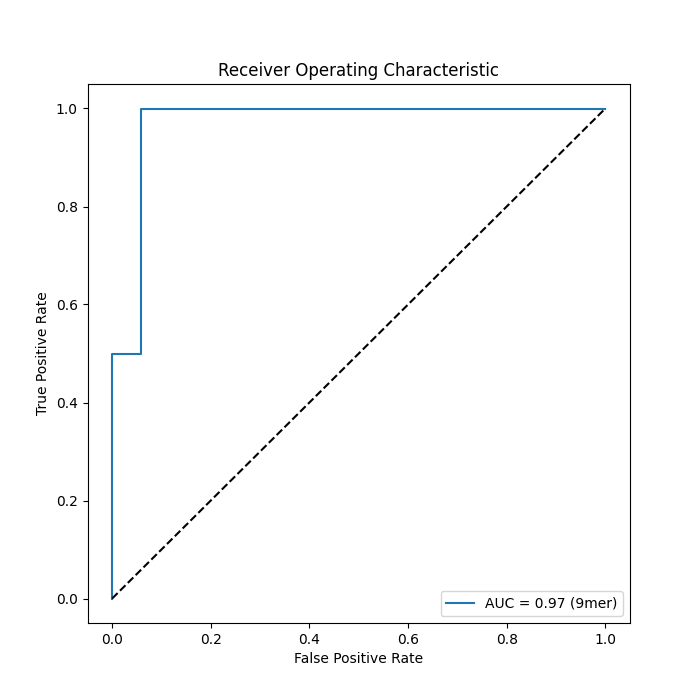 Receiver Operating Characteristic
1.0
0.8
0.6
0.4
0.2
0.0
True Positive Rate
0.0 0.2 0.4 0.6 0.8 1.0
False Positive Rate
AUC = 0.97 (9mer)